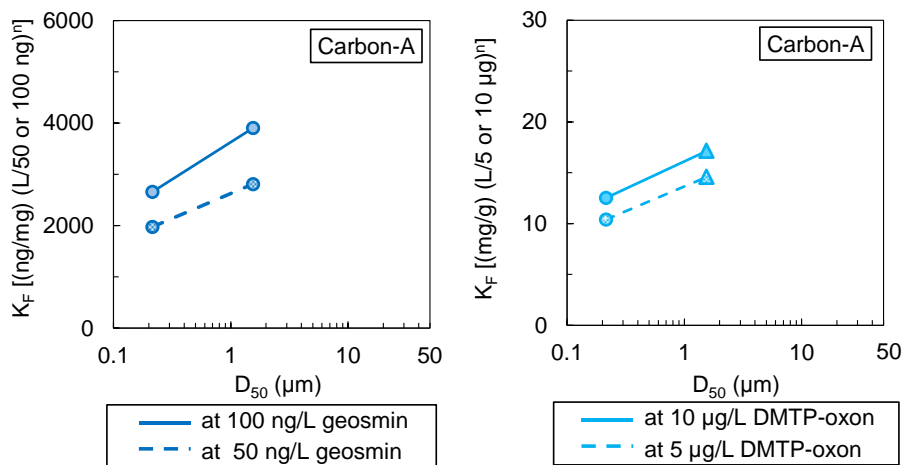 6000
4000
2000
0
K_F [(ng/mg) (L/50 or 100 ng)ⁿ]
Carbon-A
0.1 1 10 50
D₅₀ (µm)
at 100 ng/L geosmin
at 50 ng/L geosmin
30
20
10
0
K_F [(mg/g) (L/5 or 10 µg)ⁿ]
Carbon-A
0.1 1 10 50
D₅₀ (µm)
at 10 µg/L DMTP-oxon
at 5 µg/L DMTP-oxon